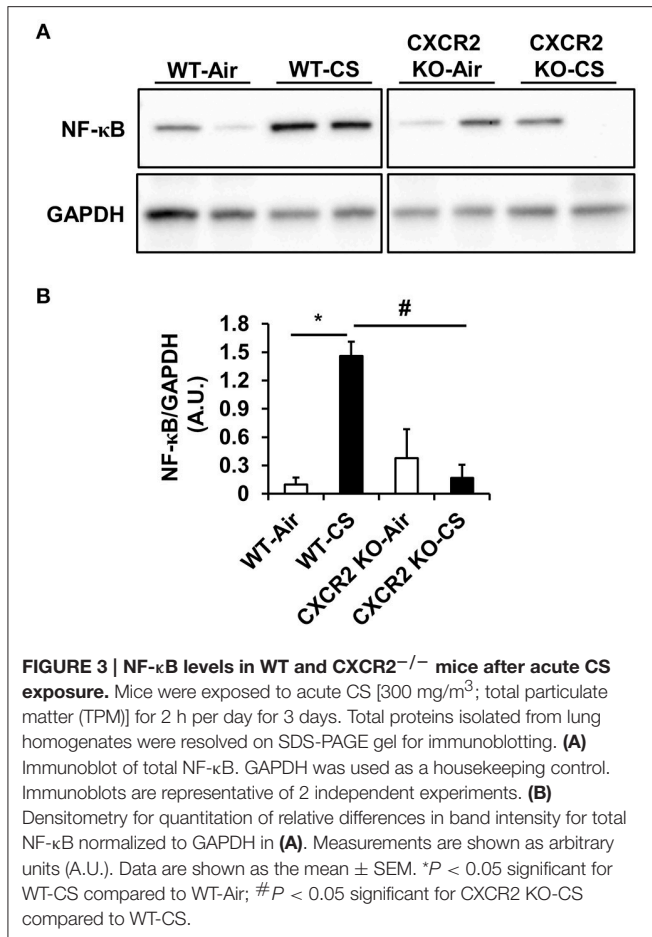 A
WT-Air WT-CS CXCR2 KO-Air CXCR2 KO-CS
NF-κB
GAPDH
B
* #
NF-κB/GAPDH
(A.U.)
1.8
1.5
1.2
0.9
0.6
0.3
0
WT-Air
WT-CS
CXCR2 KO-Air
CXCR2 KO-CS
FIGURE 3 | NF-κB levels in WT and CXCR2−/− mice after acute CS
exposure. Mice were exposed to acute CS [300 mg/m3; total particulate
matter (TPM)] for 2 h per day for 3 days. Total proteins isolated from lung
homogenates were resolved on SDS-PAGE gel for immunoblotting. (A)
Immunoblot of total NF-κB. GAPDH was used as a housekeeping control.
Immunoblots are representative of 2 independent experiments. (B)
Densitometry for quantitation of relative differences in band intensity for total
NF-κB normalized to GAPDH in (A). Measurements are shown as arbitrary
units (A.U.). Data are shown as the mean ± SEM. *P < 0.05 significant for
WT-CS compared to WT-Air; #P < 0.05 significant for CXCR2 KO-CS
compared to WT-CS.